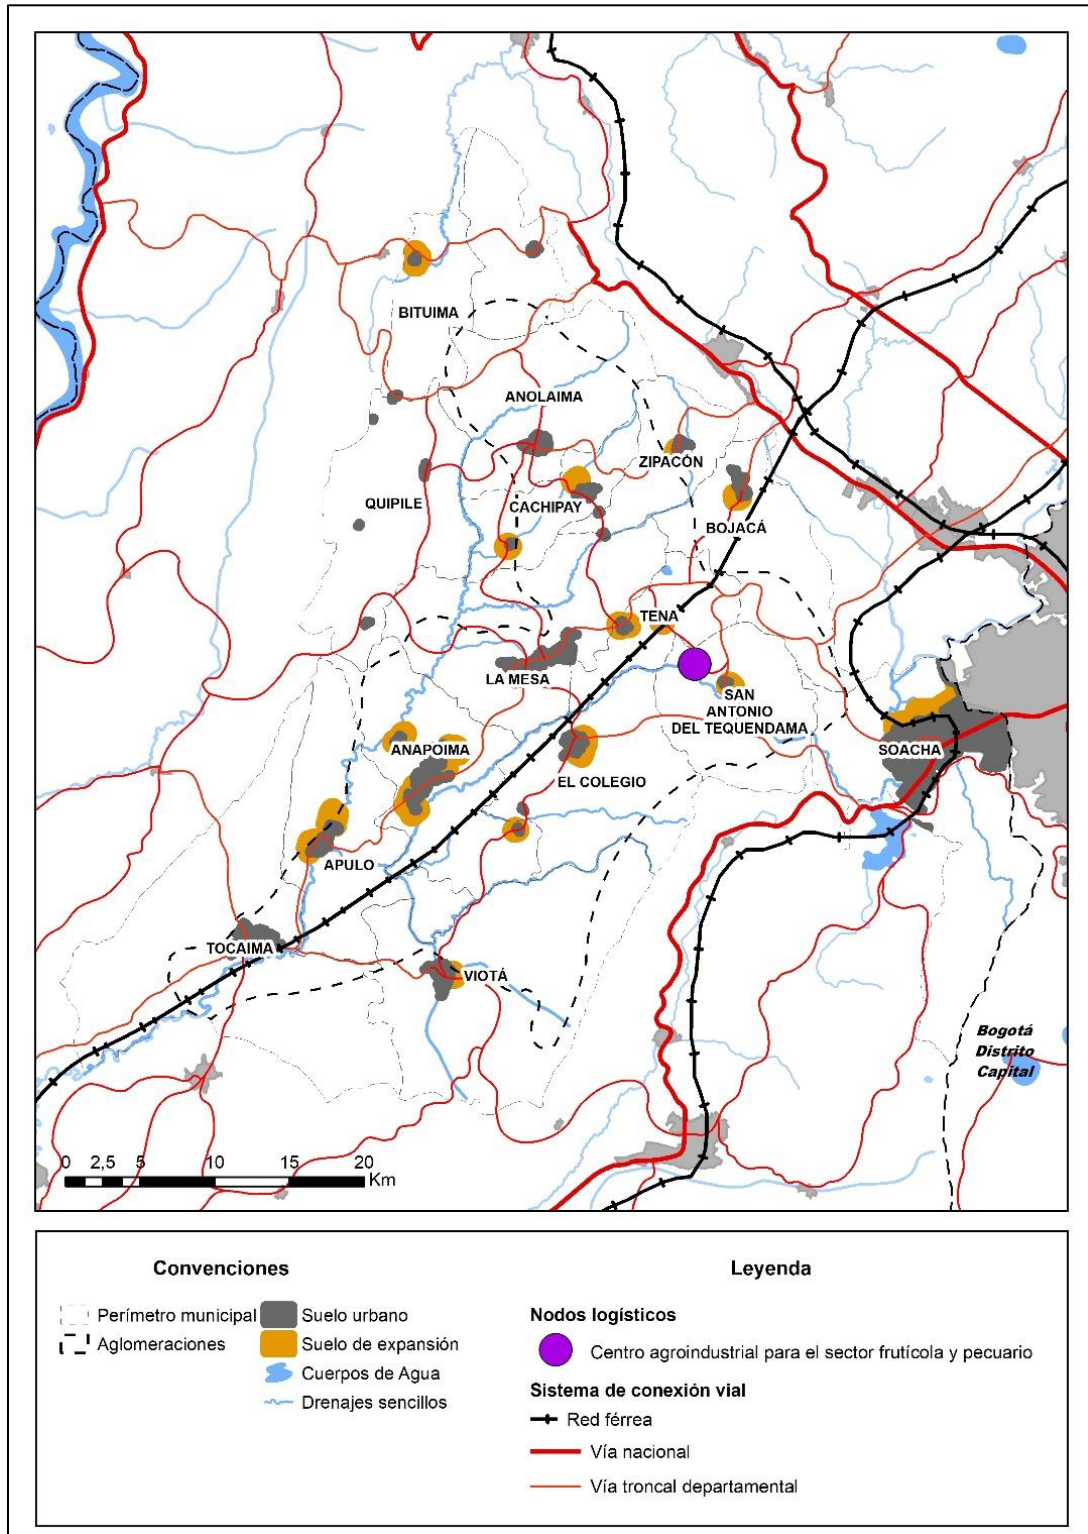 BITUIMA
ANOLAIMA
ZIPACÓN
QUIPILE
CACHIPAY
BOJACÁ
TENA
LA MESA
SAN
ANTONIO
DEL TEQUENDAMA
ANAPOIMA
SOACHA
EL COLEGIO
APULO
TOCAIMA
VIOTÁ
Bogotá
Distrito
Capital
0 2,5 5 10 15 20
Km
Convenciones
Perímetro municipal
Aglomeraciones
Suelo urbano
Suelo de expansión
Cuerpos de Agua
Drenajes sencillos
Leyenda
Nodos logísticos
Centro agroindustrial para el sector frutícola y pecuario
Sistema de conexión vial
Red férrea
Vía nacional
Vía troncal departamental